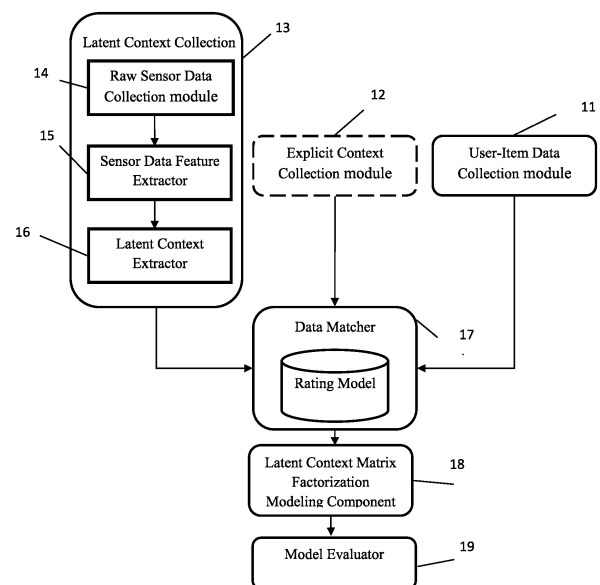 Latent Context Collection
13
14
Raw Sensor Data
Collection module
15
Sensor Data Feature
Extractor
16
Latent Context
Extractor
12
Explicit Context
Collection module
11
User-Item Data
Collection module
Data Matcher
17
Rating Model
Latent Context Matrix
Factorization
Modeling Component
18
Model Evaluator
19